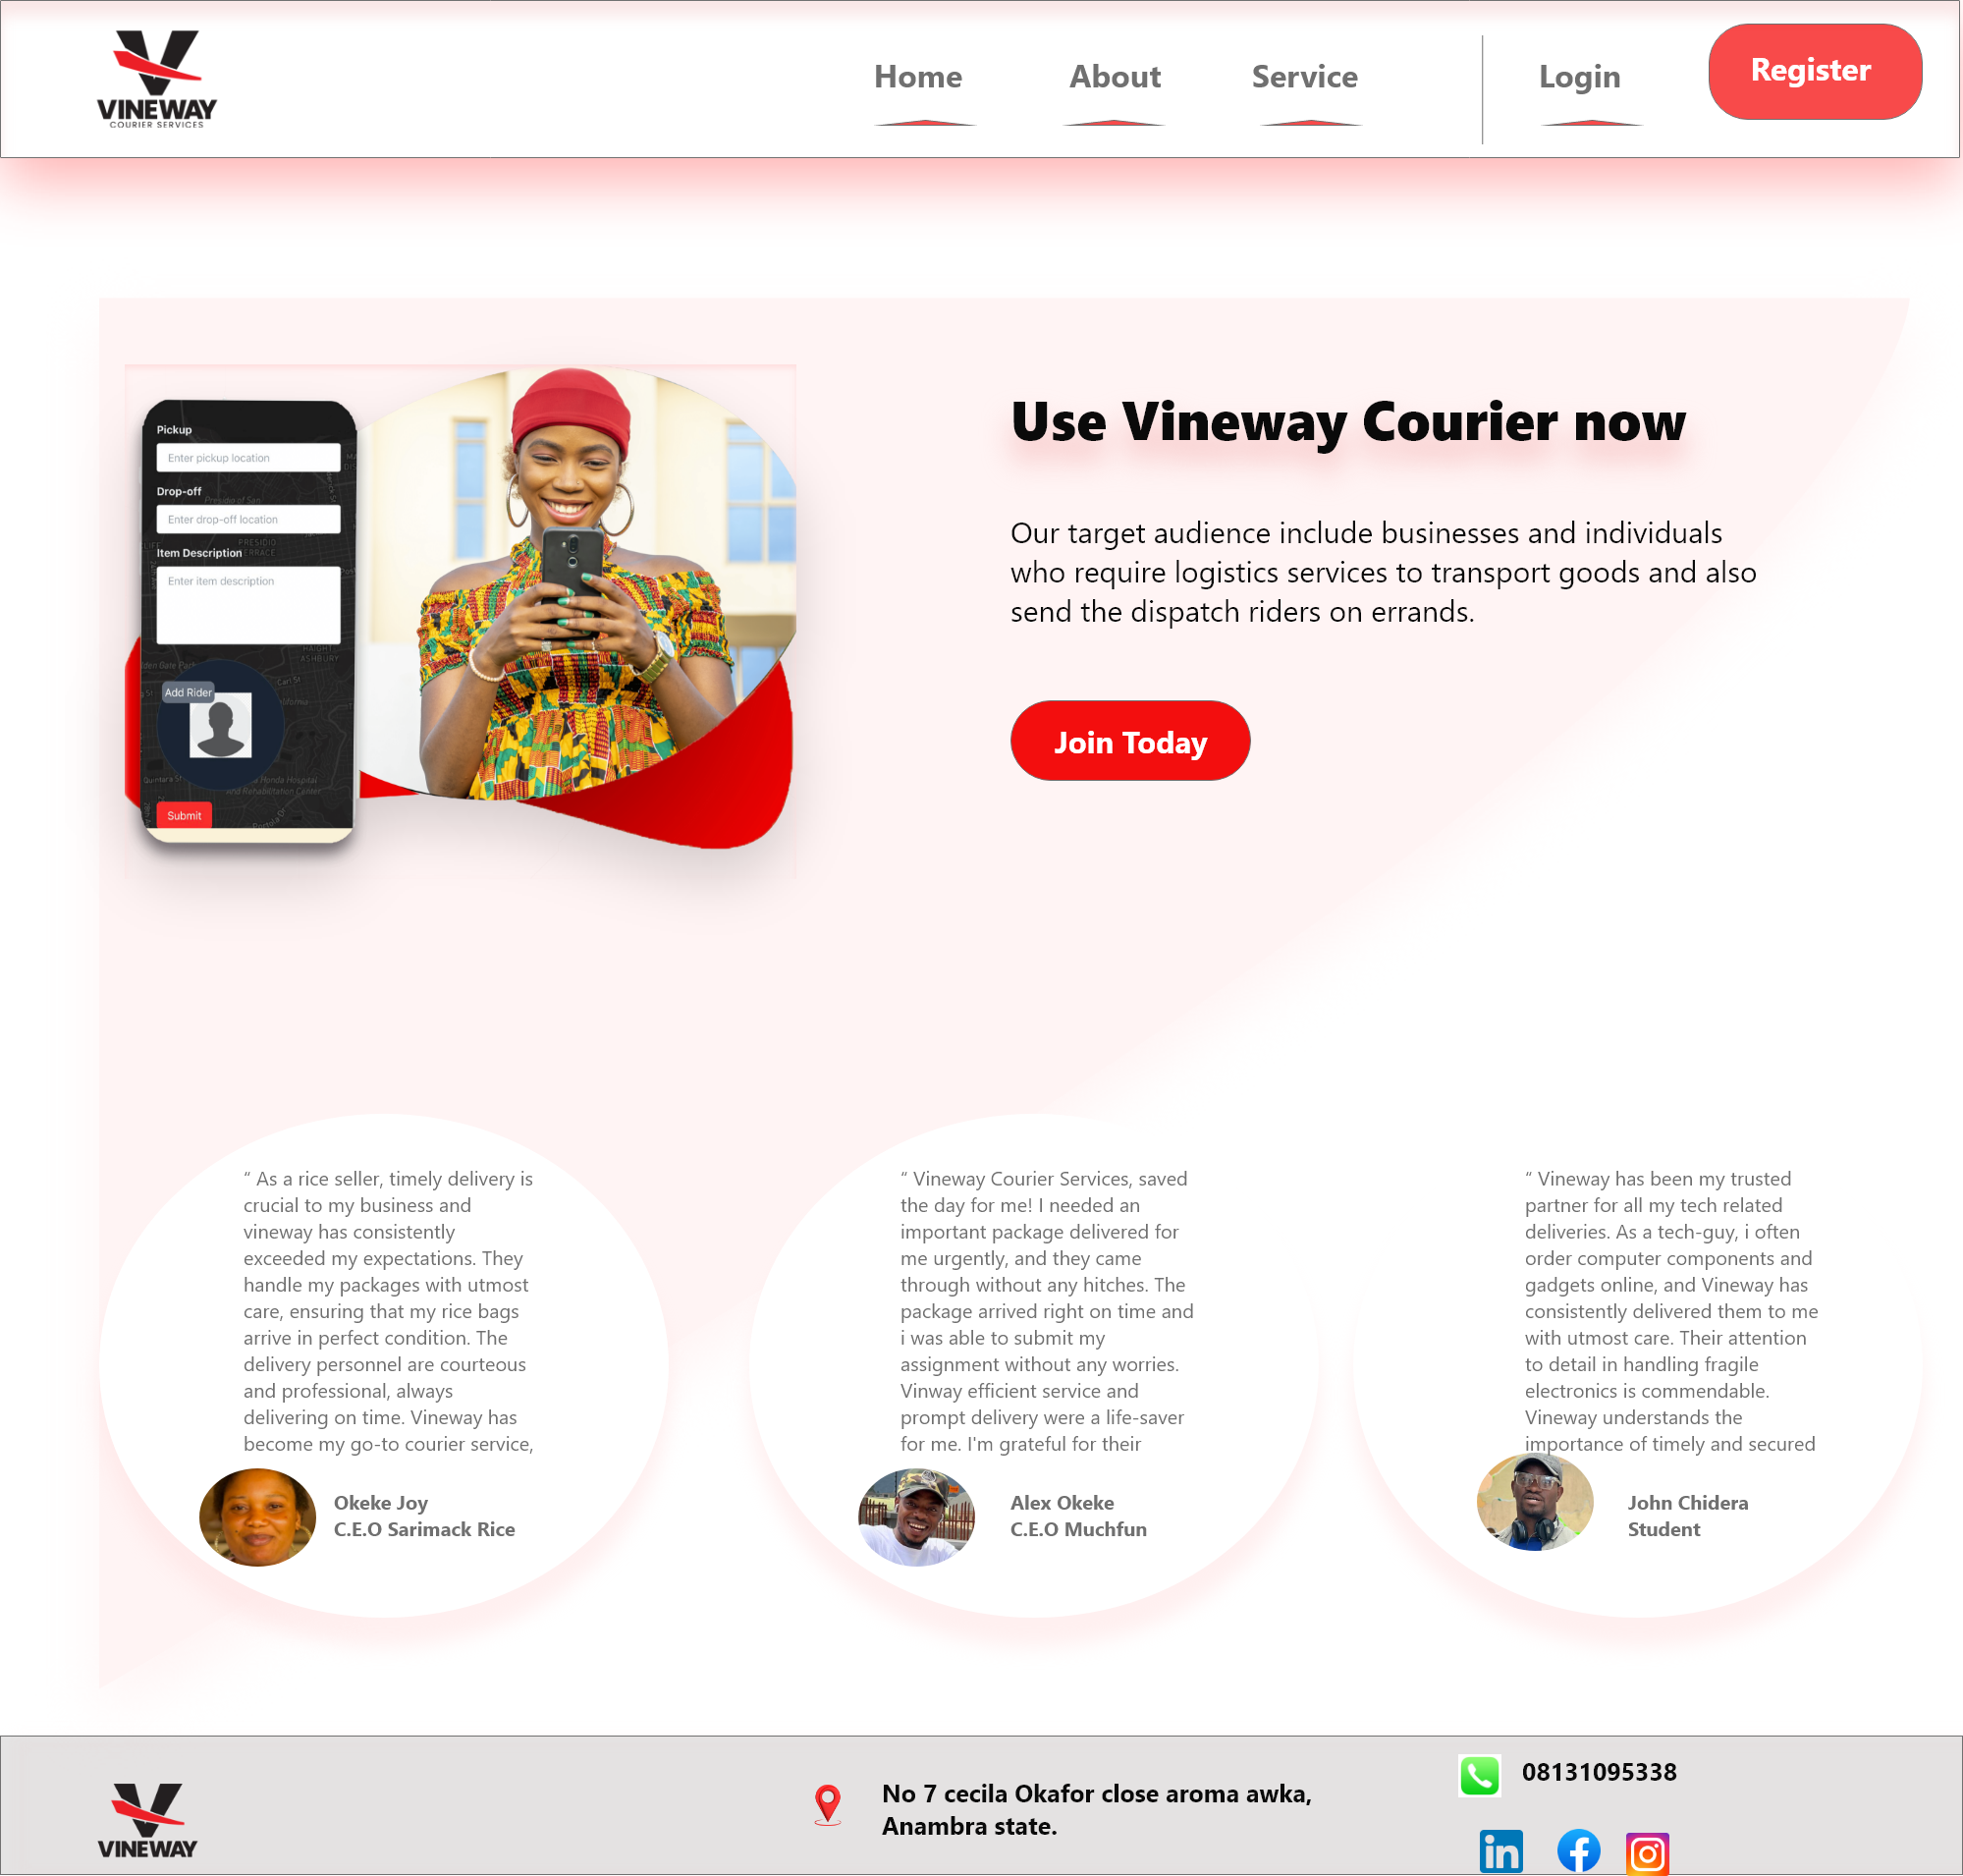 VINEWAY
COURIER SERVICES
Home
About
Service
Login
Register
Pickup
Enter pickup location
Drop-off
Enter drop-off location
Item Description
Enter item description
Add Rider
Submit
Use Vineway Courier now
Our target audience include businesses and individuals
who require logistics services to transport goods and also
send the dispatch riders on errands.
Join Today
“ As a rice seller, timely delivery is
crucial to my business and
vineway has consistently
exceeded my expectations. They
handle my packages with utmost
care, ensuring that my rice bags
arrive in perfect condition. The
delivery personnel are courteous
and professional, always
delivering on time. Vineway has
become my go-to courier service,
Okeke Joy
C.E.O Sarimack Rice
“ Vineway Courier Services, saved
the day for me! I needed an
important package delivered for
me urgently, and they came
through without any hitches. The
package arrived right on time and
i was able to submit my
assignment without any worries.
Vinway efficient service and
prompt delivery were a life-saver
for me. I'm grateful for their
Alex Okeke
C.E.O Muchfun
“ Vineway has been my trusted
partner for all my tech related
deliveries. As a tech-guy, i often
order computer components and
gadgets online, and Vineway has
consistently delivered them to me
with utmost care. Their attention
to detail in handling fragile
electronics is commendable.
Vineway understands the
importance of timely and secured
John Chidera
Student
VINEWAY
No 7 cecila Okafor close aroma awka,
Anambra state.
08131095338
in